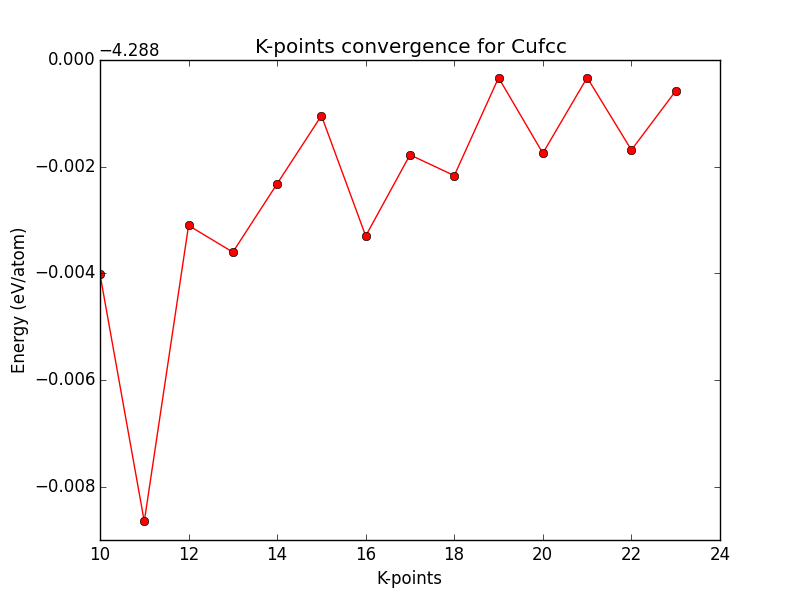 K-points convergence for Cufcc
−4.288
0.000
−0.002
−0.004
−0.006
−0.008
Energy (eV/atom)
10 12 14 16 18 20 22 24
K-points